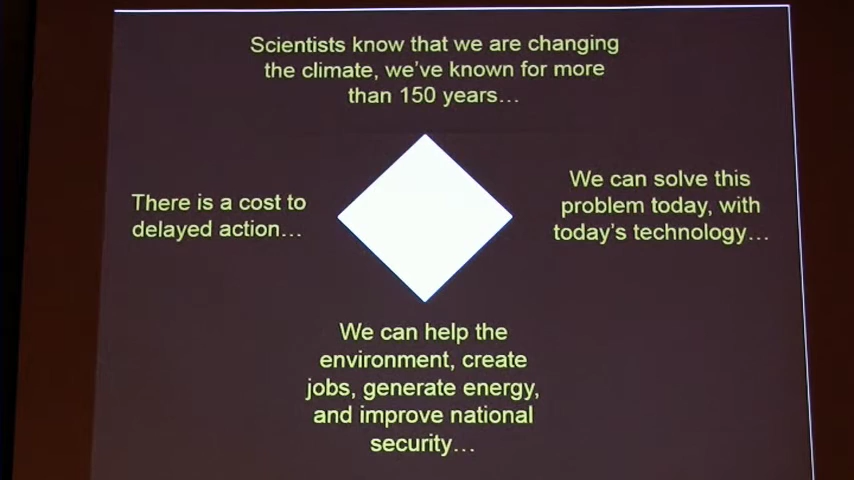 Scientists know that we are changing
the climate, we've known for more
than 150 years…
There is a cost to
delayed action…
We can solve this
problem today, with
today's technology…
We can help the
environment, create
jobs, generate energy,
and improve national
security…